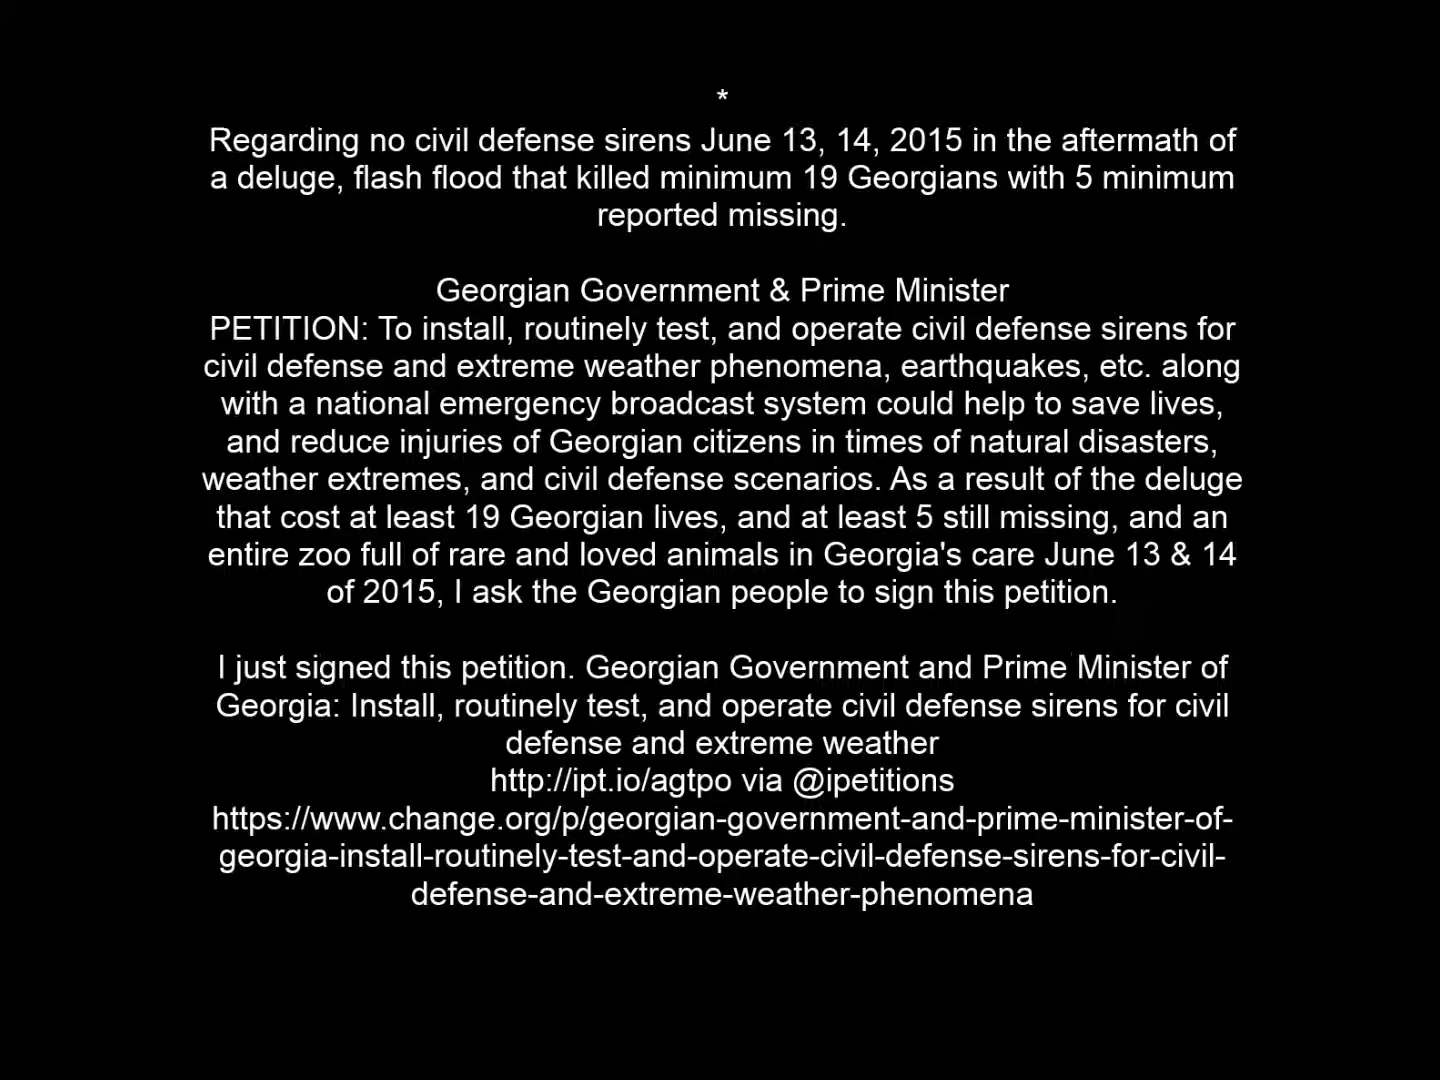 *
Regarding no civil defense sirens June 13, 14, 2015 in the aftermath of
a deluge, flash flood that killed minimum 19 Georgians with 5 minimum
reported missing.
Georgian Government & Prime Minister
PETITION: To install, routinely test, and operate civil defense sirens for
civil defense and extreme weather phenomena, earthquakes, etc. along
with a national emergency broadcast system could help to save lives,
and reduce injuries of Georgian citizens in times of natural disasters,
weather extremes, and civil defense scenarios. As a result of the deluge
that cost at least 19 Georgian lives, and at least 5 still missing, and an
entire zoo full of rare and loved animals in Georgia's care June 13 & 14
of 2015, I ask the Georgian people to sign this petition.
I just signed this petition. Georgian Government and Prime Minister of
Georgia: Install, routinely test, and operate civil defense sirens for civil
defense and extreme weather
http://ipt.io/agtpo via @ipetitions
https://www.change.org/p/georgian-government-and-prime-minister-of-
georgia-install-routinely-test-and-operate-civil-defense-sirens-for-civil-
defense-and-extreme-weather-phenomena